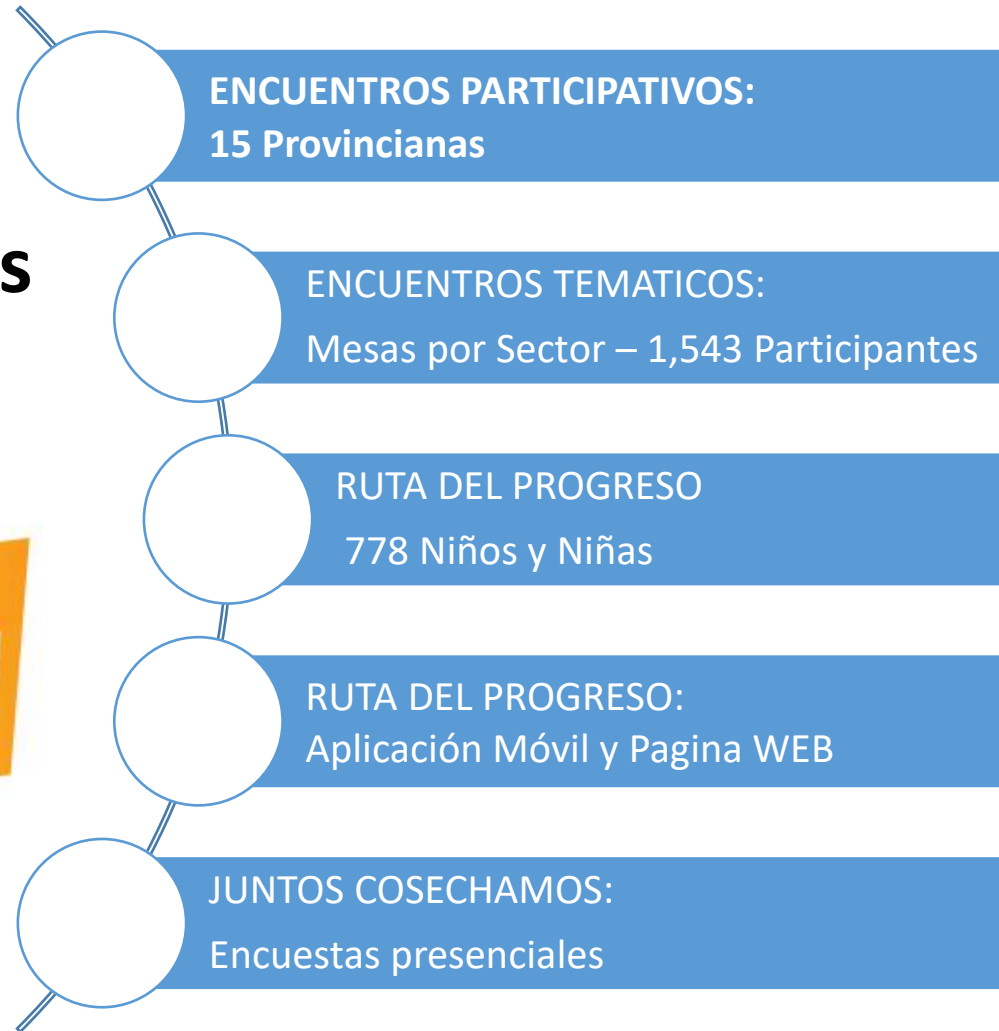 ENCUENTROS PARTICIPATIVOS:
15 Provincianas
s
ENCUENTROS TEMATICOS:
Mesas por Sector – 1,543 Participantes
RUTA DEL PROGRESO
778 Niños y Niñas
RUTA DEL PROGRESO:
Aplicación Móvil y Pagina WEB
JUNTOS COSECHAMOS:
Encuestas presenciales